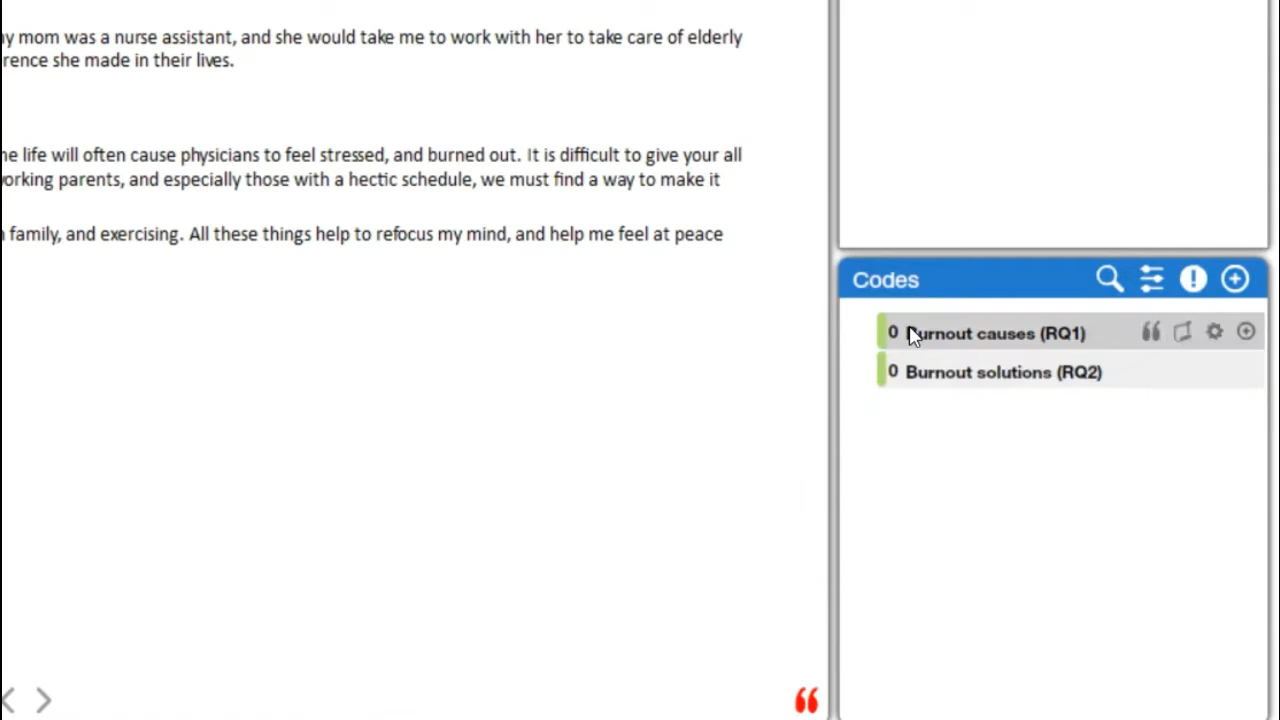 mom was a nurse assistant, and she would take me to work with her to take care of elderly
rence she made in their lives.
life will often cause physicians to feel stressed, and burned out. It is difficult to give your all
orking parents, and especially those with a hectic schedule, we must find a way to make it
family, and exercising. All these things help to refocus my mind, and help me feel at peace
Codes
0 Burnout causes (RQ1)
0 Burnout solutions (RQ2)